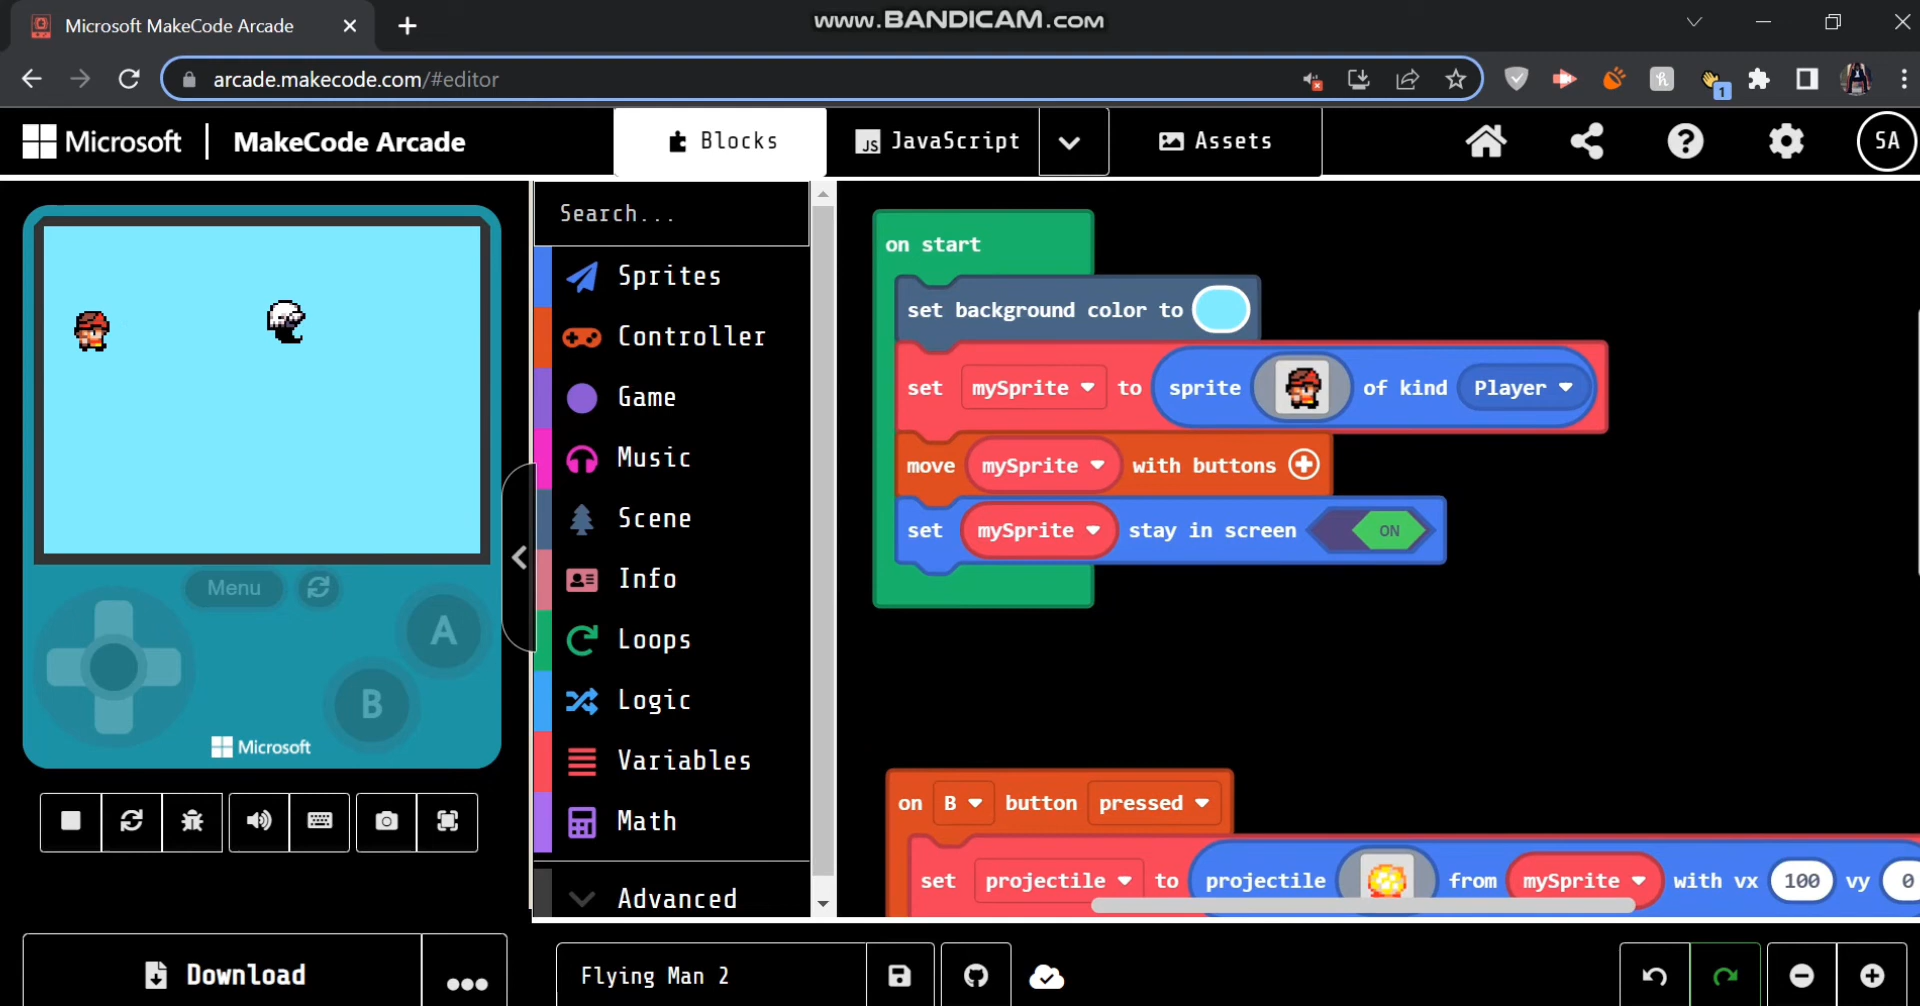 Microsoft MakeCode Arcade
www.BANDICAM.com
arcade.makecode.com/#editor
1
Microsoft | MakeCode Arcade
Blocks
JS JavaScript
Assets
SA
Search...
Sprites
Controller
Game
Music
Scene
Info
Loops
Logic
Variables
Math
Advanced
Menu
A
B
Microsoft
on start
set background color to
set mySprite to sprite of kind Player
move mySprite with buttons
set mySprite stay in screen ON
on B button pressed
set projectile to projectile from mySprite with vx 100 vy 0
Download
Flying Man 2